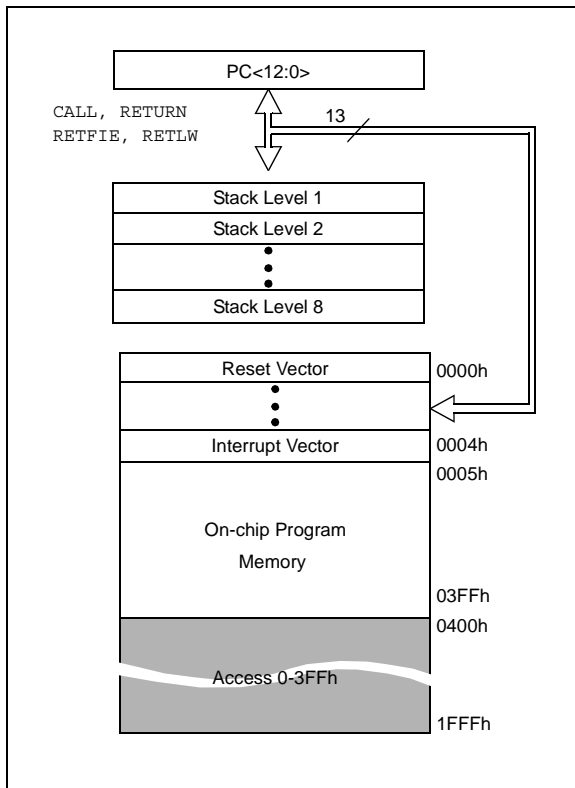 PC<12:0>
CALL, RETURN
RETFIE, RETLW
13
Stack Level 1
Stack Level 2
Stack Level 8
Reset Vector
0000h
Interrupt Vector
0004h
0005h
On-chip Program
Memory
03FFh
0400h
Access 0-3FFh
1FFFh